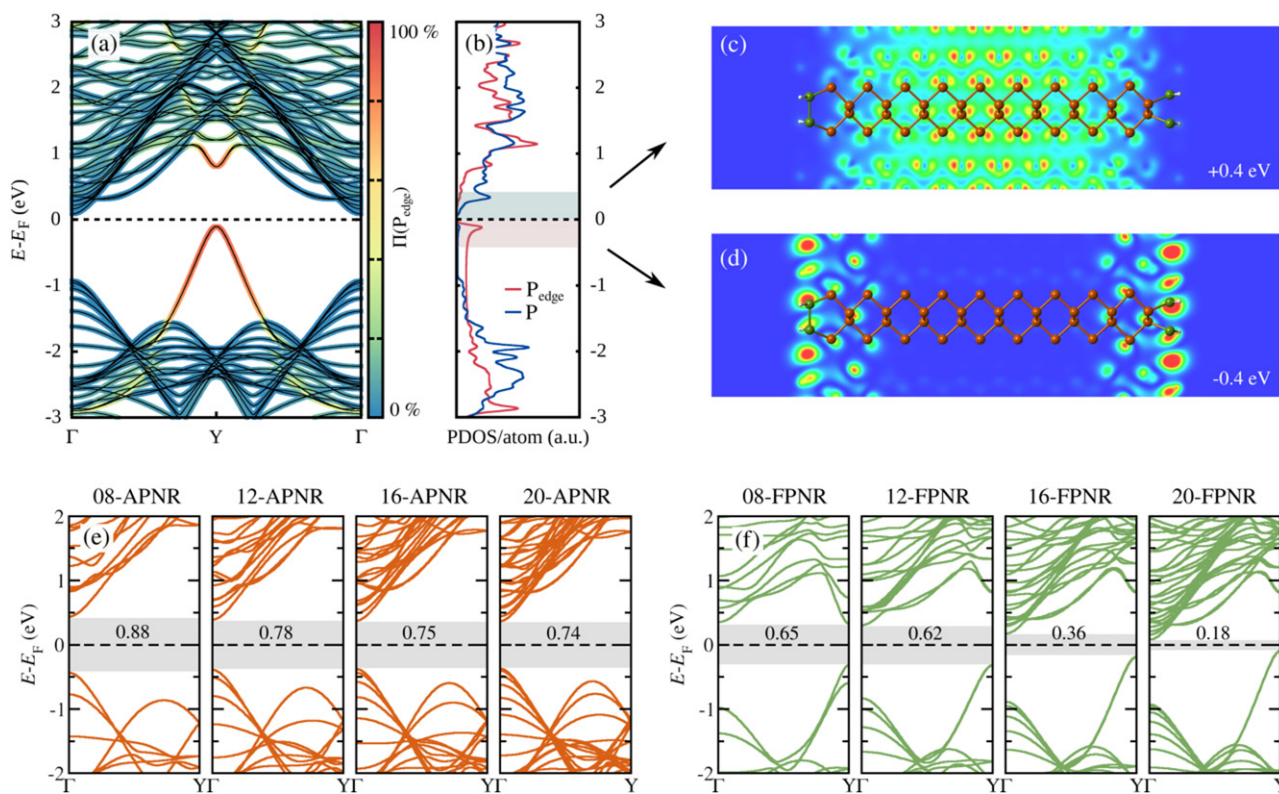 (a)
3
2
1
0
-1
-2
-3
E-E_F (eV)
Γ Y Γ
100 %
Π(P_edge)
0 %
(b)
3
2
1
0
-1
-2
-3
P_edge
P
PDOS/atom (a.u.)
(c)
+0.4 eV
(d)
-0.4 eV
08-APNR 12-APNR 16-APNR 20-APNR
(e)
2
1
0
-1
-2
E-E_F (eV)
0.88 0.78 0.75 0.74
Γ YΓ YΓ YΓ Y
08-FPNR 12-FPNR 16-FPNR 20-FPNR
(f)
2
1
0
-1
-2
E-E_F (eV)
0.65 0.62 0.36 0.18
Γ YΓ YΓ YΓ Y